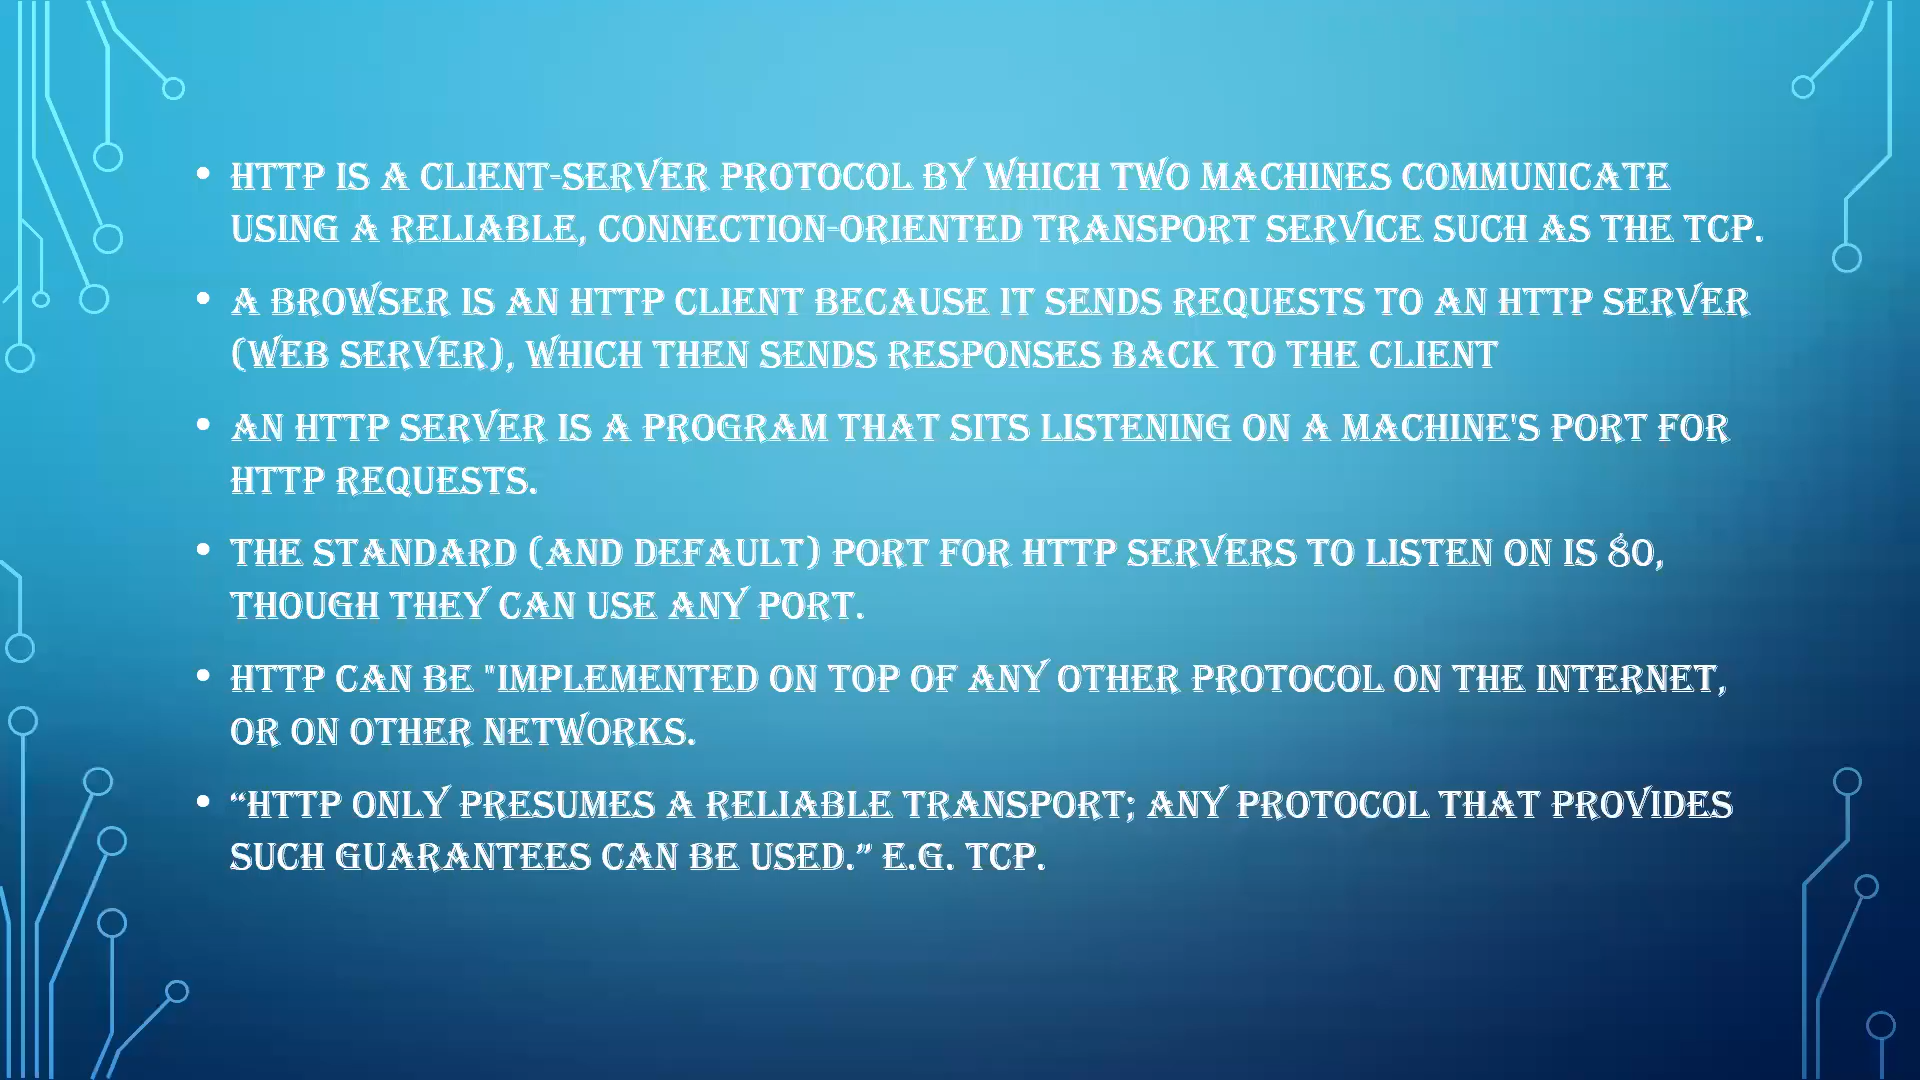 • HTTP IS A CLIENT-SERVER PROTOCOL BY WHICH TWO MACHINES COMMUNICATE
USING A RELIABLE, CONNECTION-ORIENTED TRANSPORT SERVICE SUCH AS THE TCP.
• A BROWSER IS AN HTTP CLIENT BECAUSE IT SENDS REQUESTS TO AN HTTP SERVER
(WEB SERVER), WHICH THEN SENDS RESPONSES BACK TO THE CLIENT
• AN HTTP SERVER IS A PROGRAM THAT SITS LISTENING ON A MACHINE'S PORT FOR
HTTP REQUESTS.
• THE STANDARD (AND DEFAULT) PORT FOR HTTP SERVERS TO LISTEN ON IS 80,
THOUGH THEY CAN USE ANY PORT.
• HTTP CAN BE "IMPLEMENTED ON TOP OF ANY OTHER PROTOCOL ON THE INTERNET,
OR ON OTHER NETWORKS.
• “HTTP ONLY PRESUMES A RELIABLE TRANSPORT; ANY PROTOCOL THAT PROVIDES
SUCH GUARANTEES CAN BE USED.” E.G. TCP.